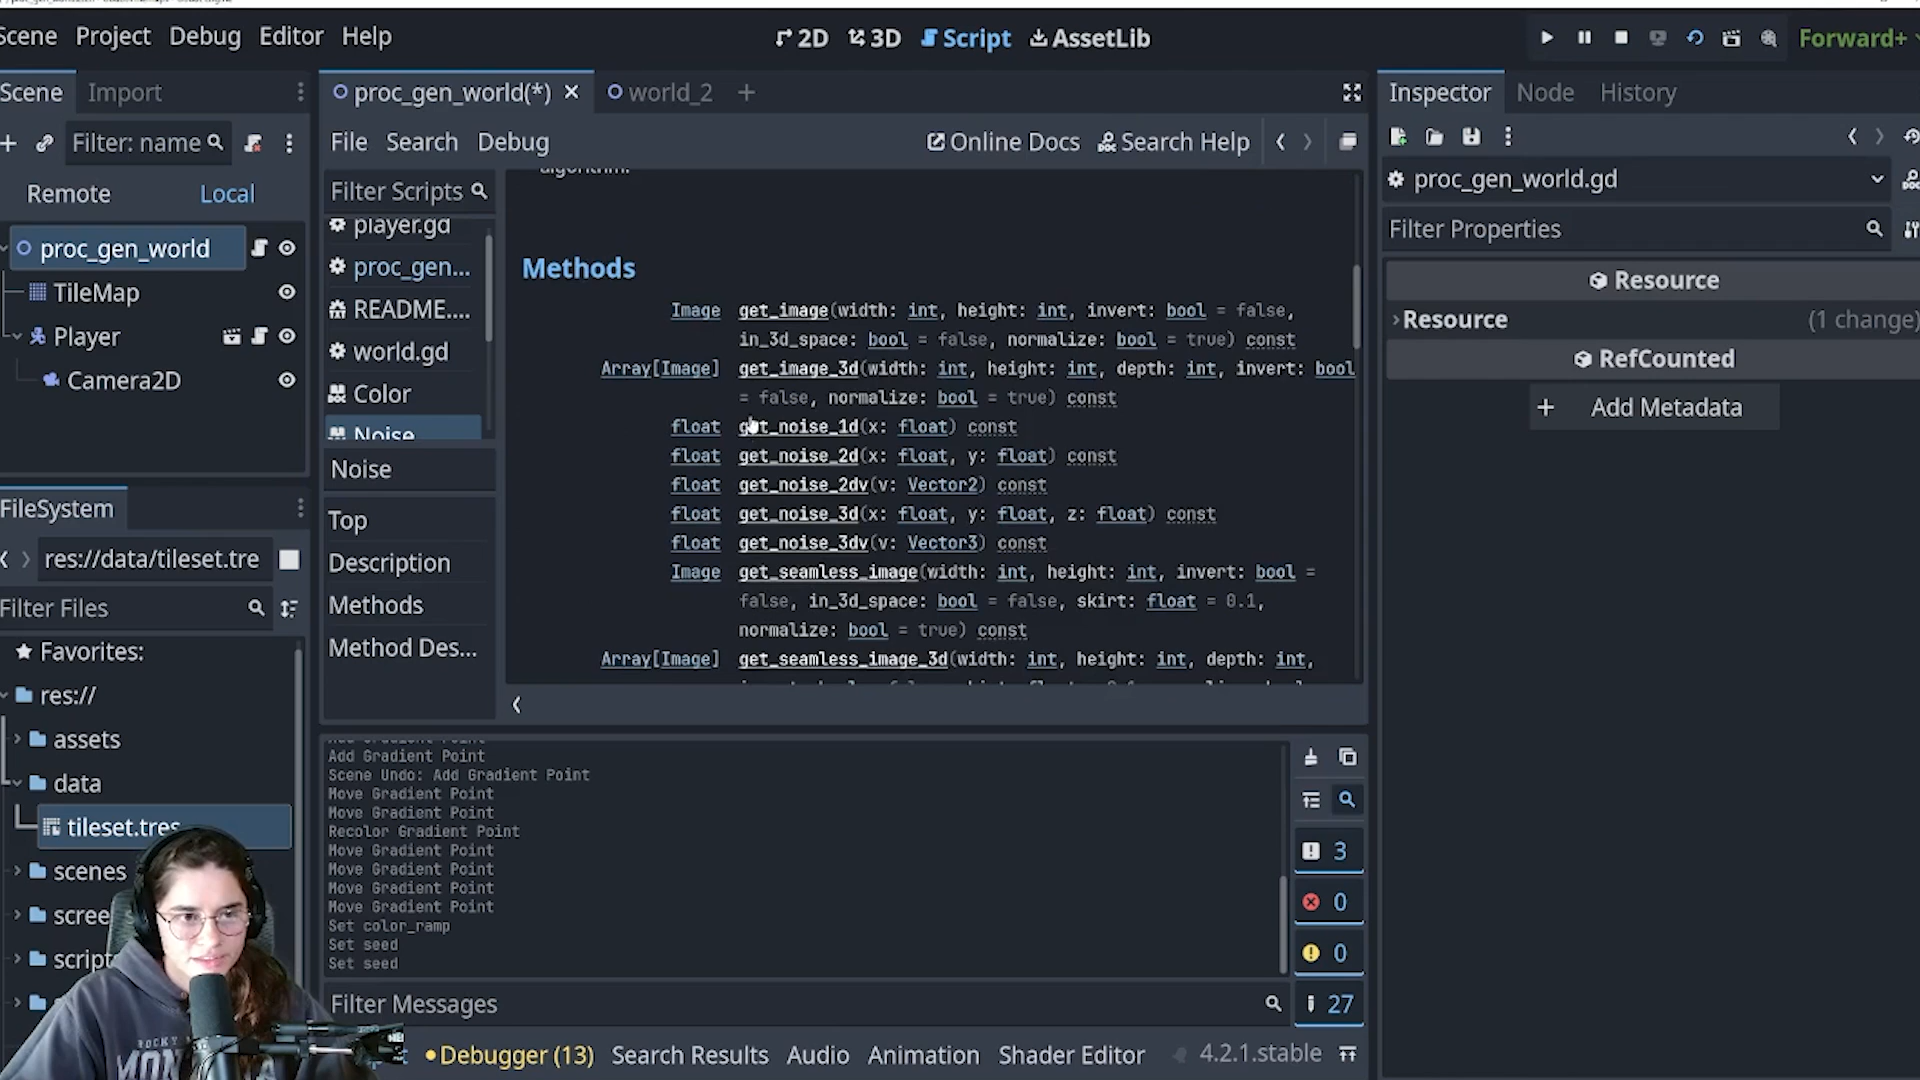 Scene Project Debug Editor Help
2D 3D Script AssetLib
Forward+
Scene Import
Filter: name
Remote Local
proc_gen_world
TileMap
Player
Camera2D
FileSystem
res://data/tileset.tre
Filter Files
Favorites:
res://
assets
data
tileset.tres
scenes
scree
scripts
proc_gen_world(*) world_2
File Search Debug
Online Docs Search Help
Filter Scripts
player.gd
proc_gen...
README....
world.gd
Color
Noise
Noise
Top
Description
Methods
Method Des...
algorithm.
Methods
Image get_image(width: int, height: int, invert: bool = false,
in_3d_space: bool = false, normalize: bool = true) const
Array[Image] get_image_3d(width: int, height: int, depth: int, invert: bool
= false, normalize: bool = true) const
float get_noise_1d(x: float) const
float get_noise_2d(x: float, y: float) const
float get_noise_2dv(v: Vector2) const
float get_noise_3d(x: float, y: float, z: float) const
float get_noise_3dv(v: Vector3) const
Image get_seamless_image(width: int, height: int, invert: bool =
false, in_3d_space: bool = false, skirt: float = 0.1,
normalize: bool = true) const
Array[Image] get_seamless_image_3d(width: int, height: int, depth: int,
Add Gradient Point
Add Gradient Point
Scene Undo: Add Gradient Point
Move Gradient Point
Move Gradient Point
Recolor Gradient Point
Move Gradient Point
Move Gradient Point
Move Gradient Point
Move Gradient Point
Set color_ramp
Set seed
Set seed
3
0
0
27
Filter Messages
Debugger (13) Search Results Audio Animation Shader Editor 4.2.1.stable
Inspector Node History
proc_gen_world.gd
Filter Properties
Resource
Resource (1 change)
RefCounted
Add Metadata
ROCKY